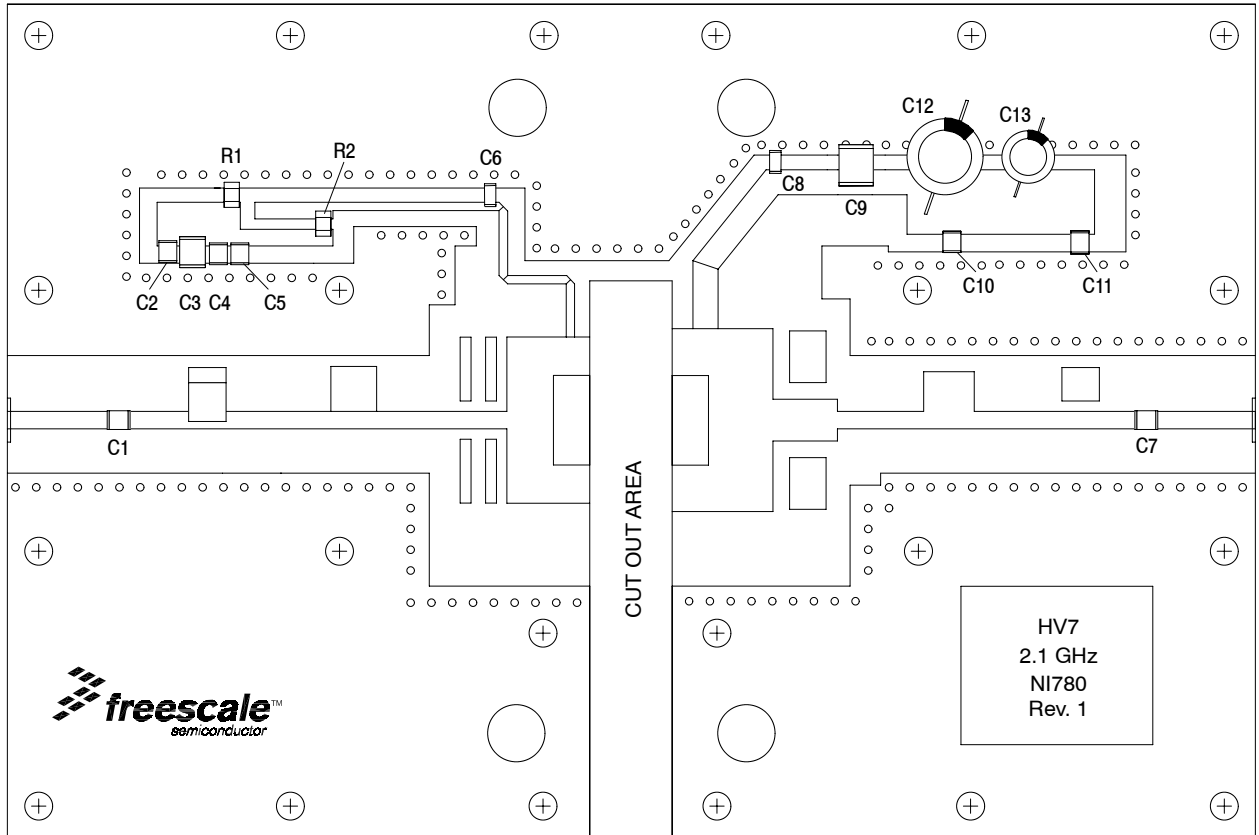 C12
C13
R1
R2
C6
C8
C9
C2
C3
C4
C5
C10
C11
C1
C7
CUT OUT AREA
HV7
2.1 GHz
NI780
Rev. 1
freescale™
semiconductor